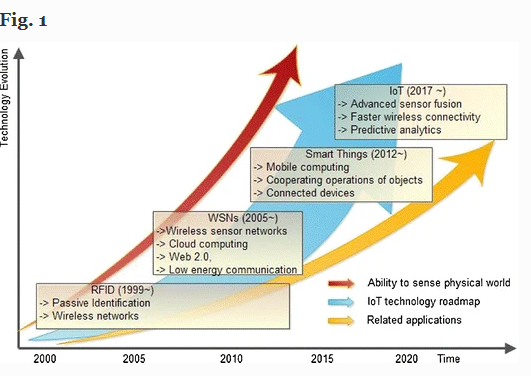 Fig. 1
Technology Evolution
IoT (2017 ~)
-> Advanced sensor fusion
-> Faster wireless connectivity
-> Predictive analytics
Smart Things (2012~)
-> Mobile computing
-> Cooperating operations of objects
-> Connected devices
WSNs (2005~)
->Wireless sensor networks
-> Cloud computing
-> Web 2.0,
-> Low energy communication
RFID (1999~)
-> Passive Identification
-> Wireless networks
Ability to sense physical world
IoT technology roadmap
Related applications
2000 2005 2010 2015 2020 Time